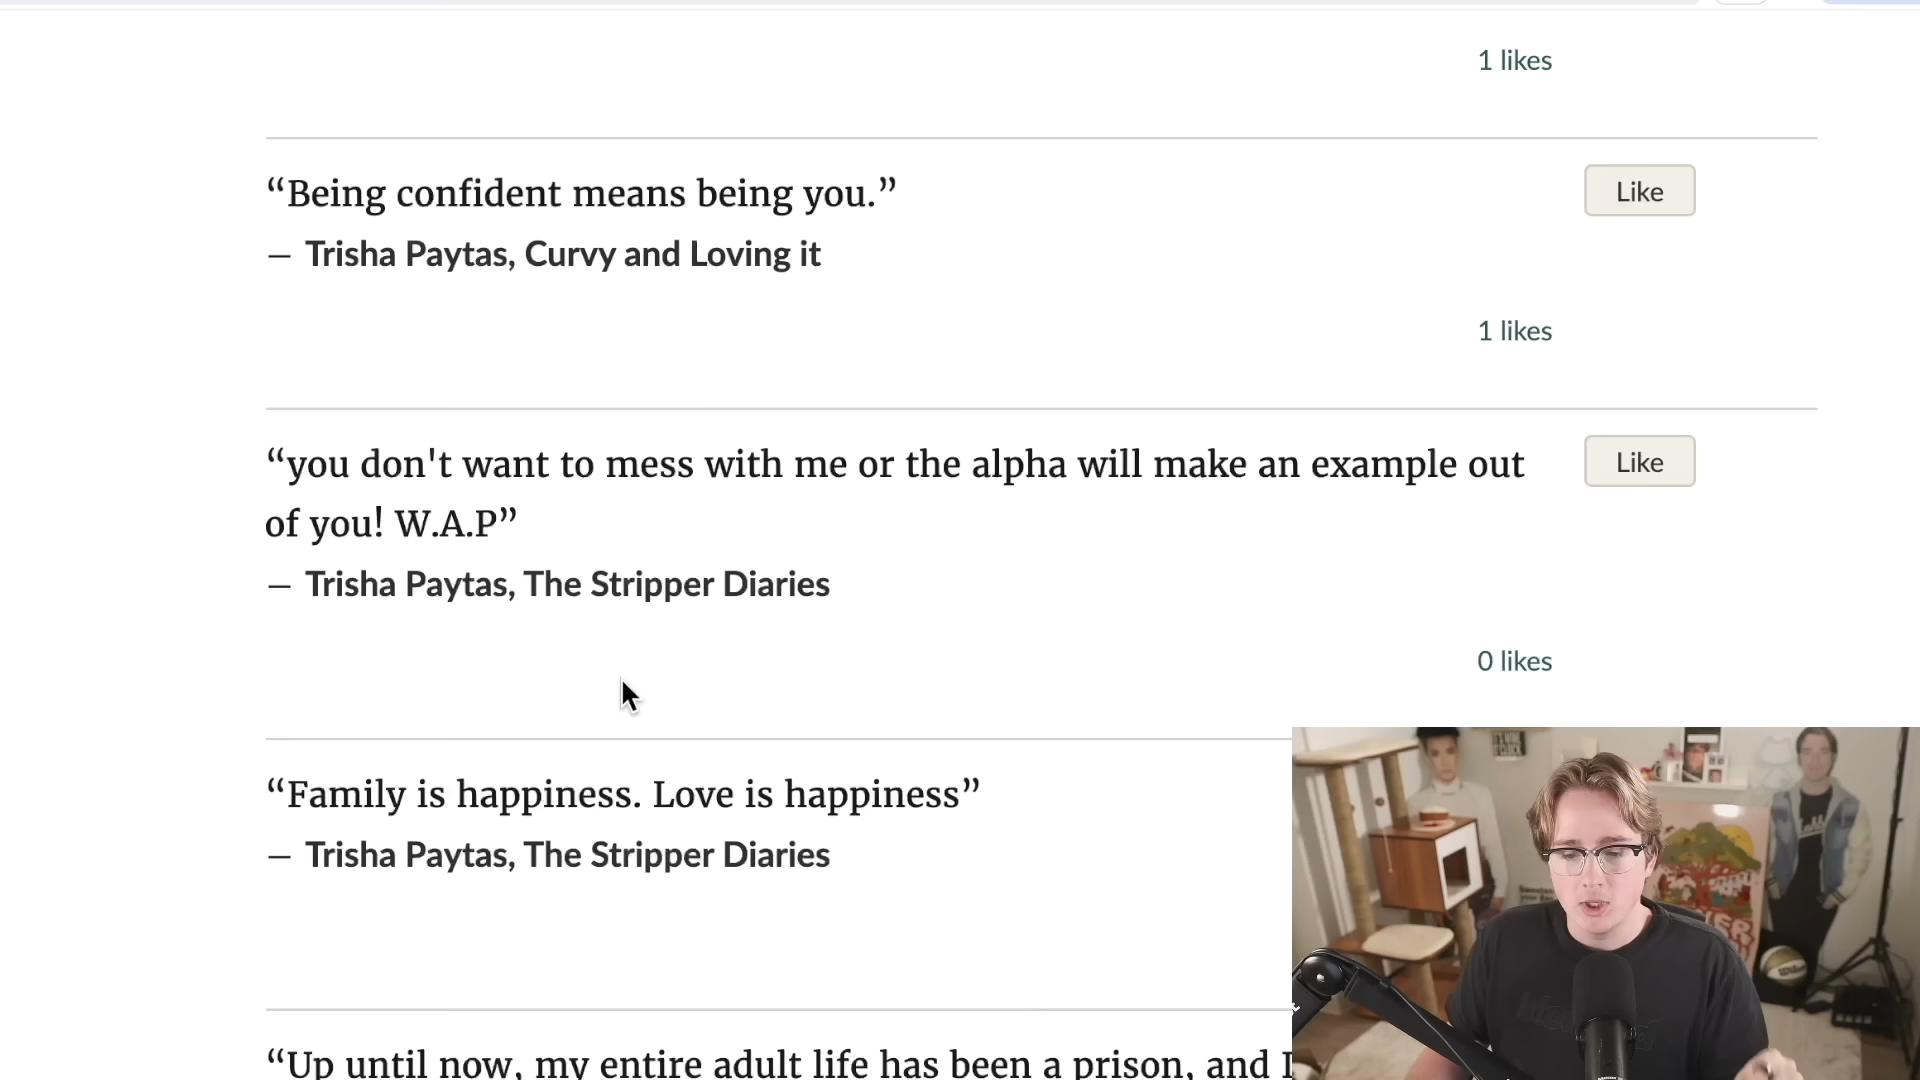 1 likes
“Being confident means being you.”
Like
— Trisha Paytas, Curvy and Loving it
1 likes
“you don't want to mess with me or the alpha will make an example out
Like
of you! W.A.P”
— Trisha Paytas, The Stripper Diaries
0 likes
“Family is happiness. Love is happiness”
— Trisha Paytas, The Stripper Diaries
“Up until now, my entire adult life has been a prison, and I
Wilson